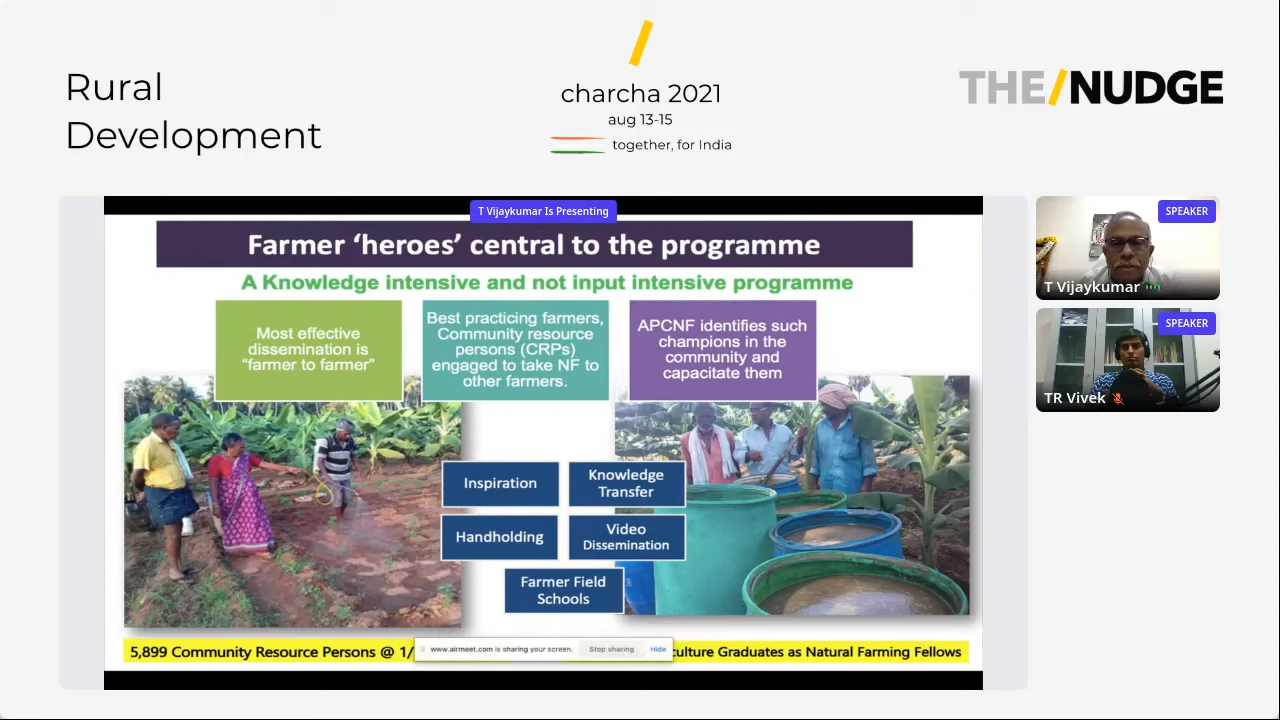 Rural
Development
charcha 2021
aug 13-15
together, for India
THE/NUDGE
T Vijaykumar Is Presenting
Farmer ‘heroes’ central to the programme
A Knowledge intensive and not input intensive programme
Most effective
dissemination is
“farmer to farmer”
Best practicing farmers,
Community resource
persons (CRPs)
engaged to take NF to
other farmers.
APCNF identifies such
champions in the
community and
capacitate them
Inspiration
Knowledge
Transfer
Handholding
Video
Dissemination
Farmer Field
Schools
5,899 Community Resource Persons @ 1/
www.airmeet.com is sharing your screen.
Stop sharing
Hide
culture Graduates as Natural Farming Fellows
SPEAKER
T Vijaykumar
SPEAKER
TR Vivek